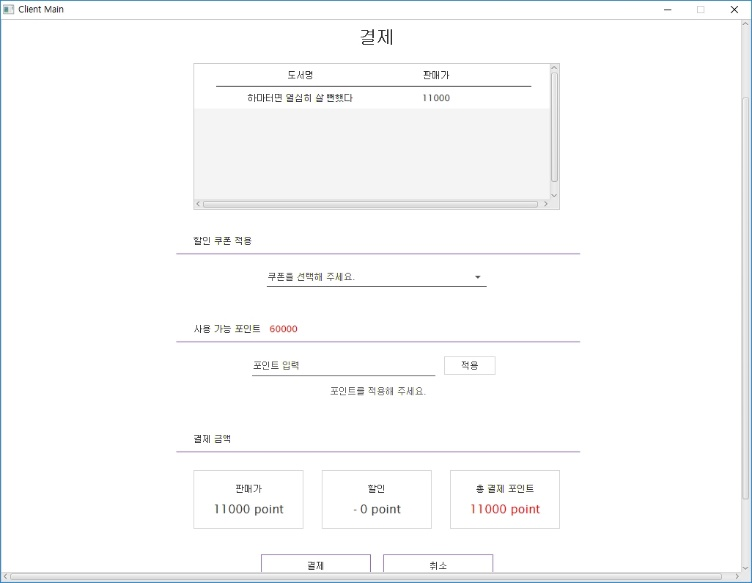 Client Main
결제
도서명 판매가
하마터면 열심히 살 뻔했다 11000
할인 쿠폰 적용
쿠폰을 선택해 주세요.
사용 가능 포인트 60000
포인트 입력 적용
포인트를 적용해 주세요.
결제 금액
판매가 할인 총 결제 포인트
11000 point - 0 point 11000 point
결제 취소